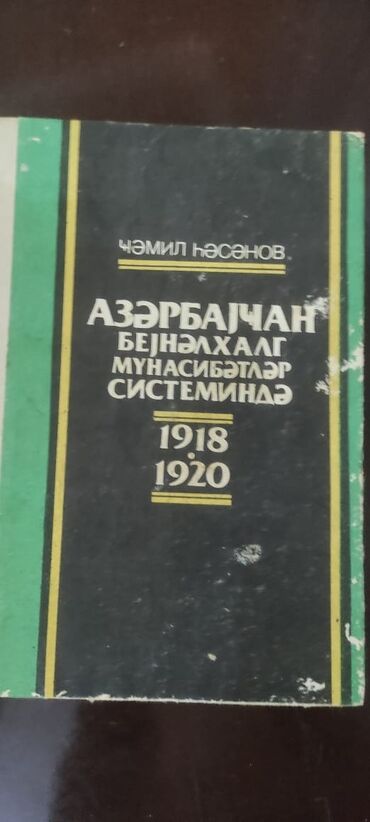 ҸӘМИЛ ҺӘСӘНОВ
АЗӘРБАЈҸАН
БЕЈНӘЛХАЛГ
МҮНАСИБӘТЛӘР
СИСТЕМИНДӘ
1918
1920